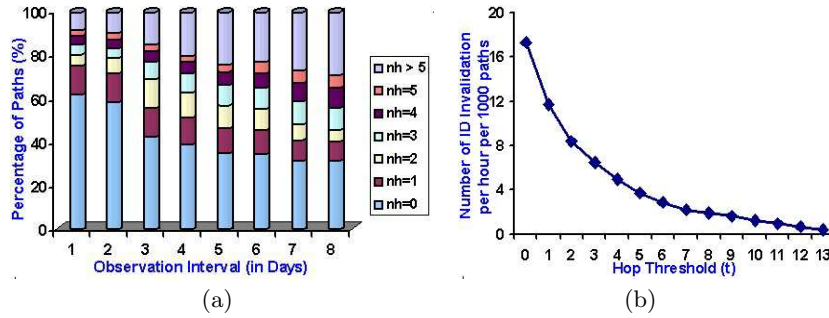 100
80
60
40
20
0
Percentage of Paths (%)
1 2 3 4 5 6 7 8
Observation Interval (in Days)
nh > 5
nh=5
nh=4
nh=3
nh=2
nh=1
nh=0
(a)
20
16
12
8
4
0
Number of ID Invalidation
per hour per 1000 paths
0 1 2 3 4 5 6 7 8 9 10 11 12 13
Hop Threshold (t)
(b)